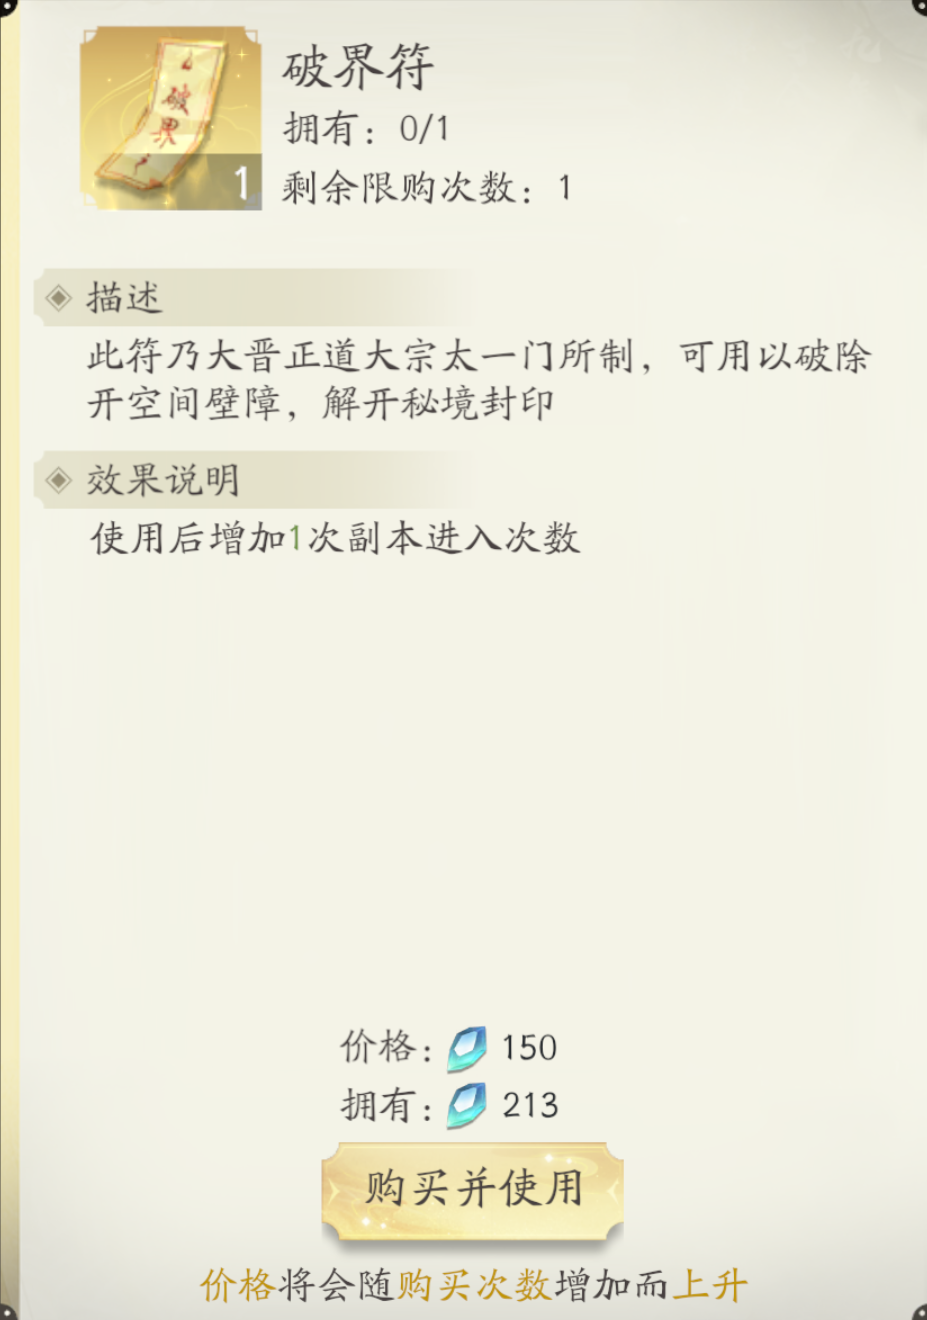 破界符
破界
1
拥有：0/1
剩余限购次数：1
描述
此符乃大晋正道大宗太一门所制，可用以破除
开空间壁障，解开秘境封印
效果说明
使用后增加1次副本进入次数
价格：150
拥有：213
购买并使用
价格将会随购买次数增加而上升